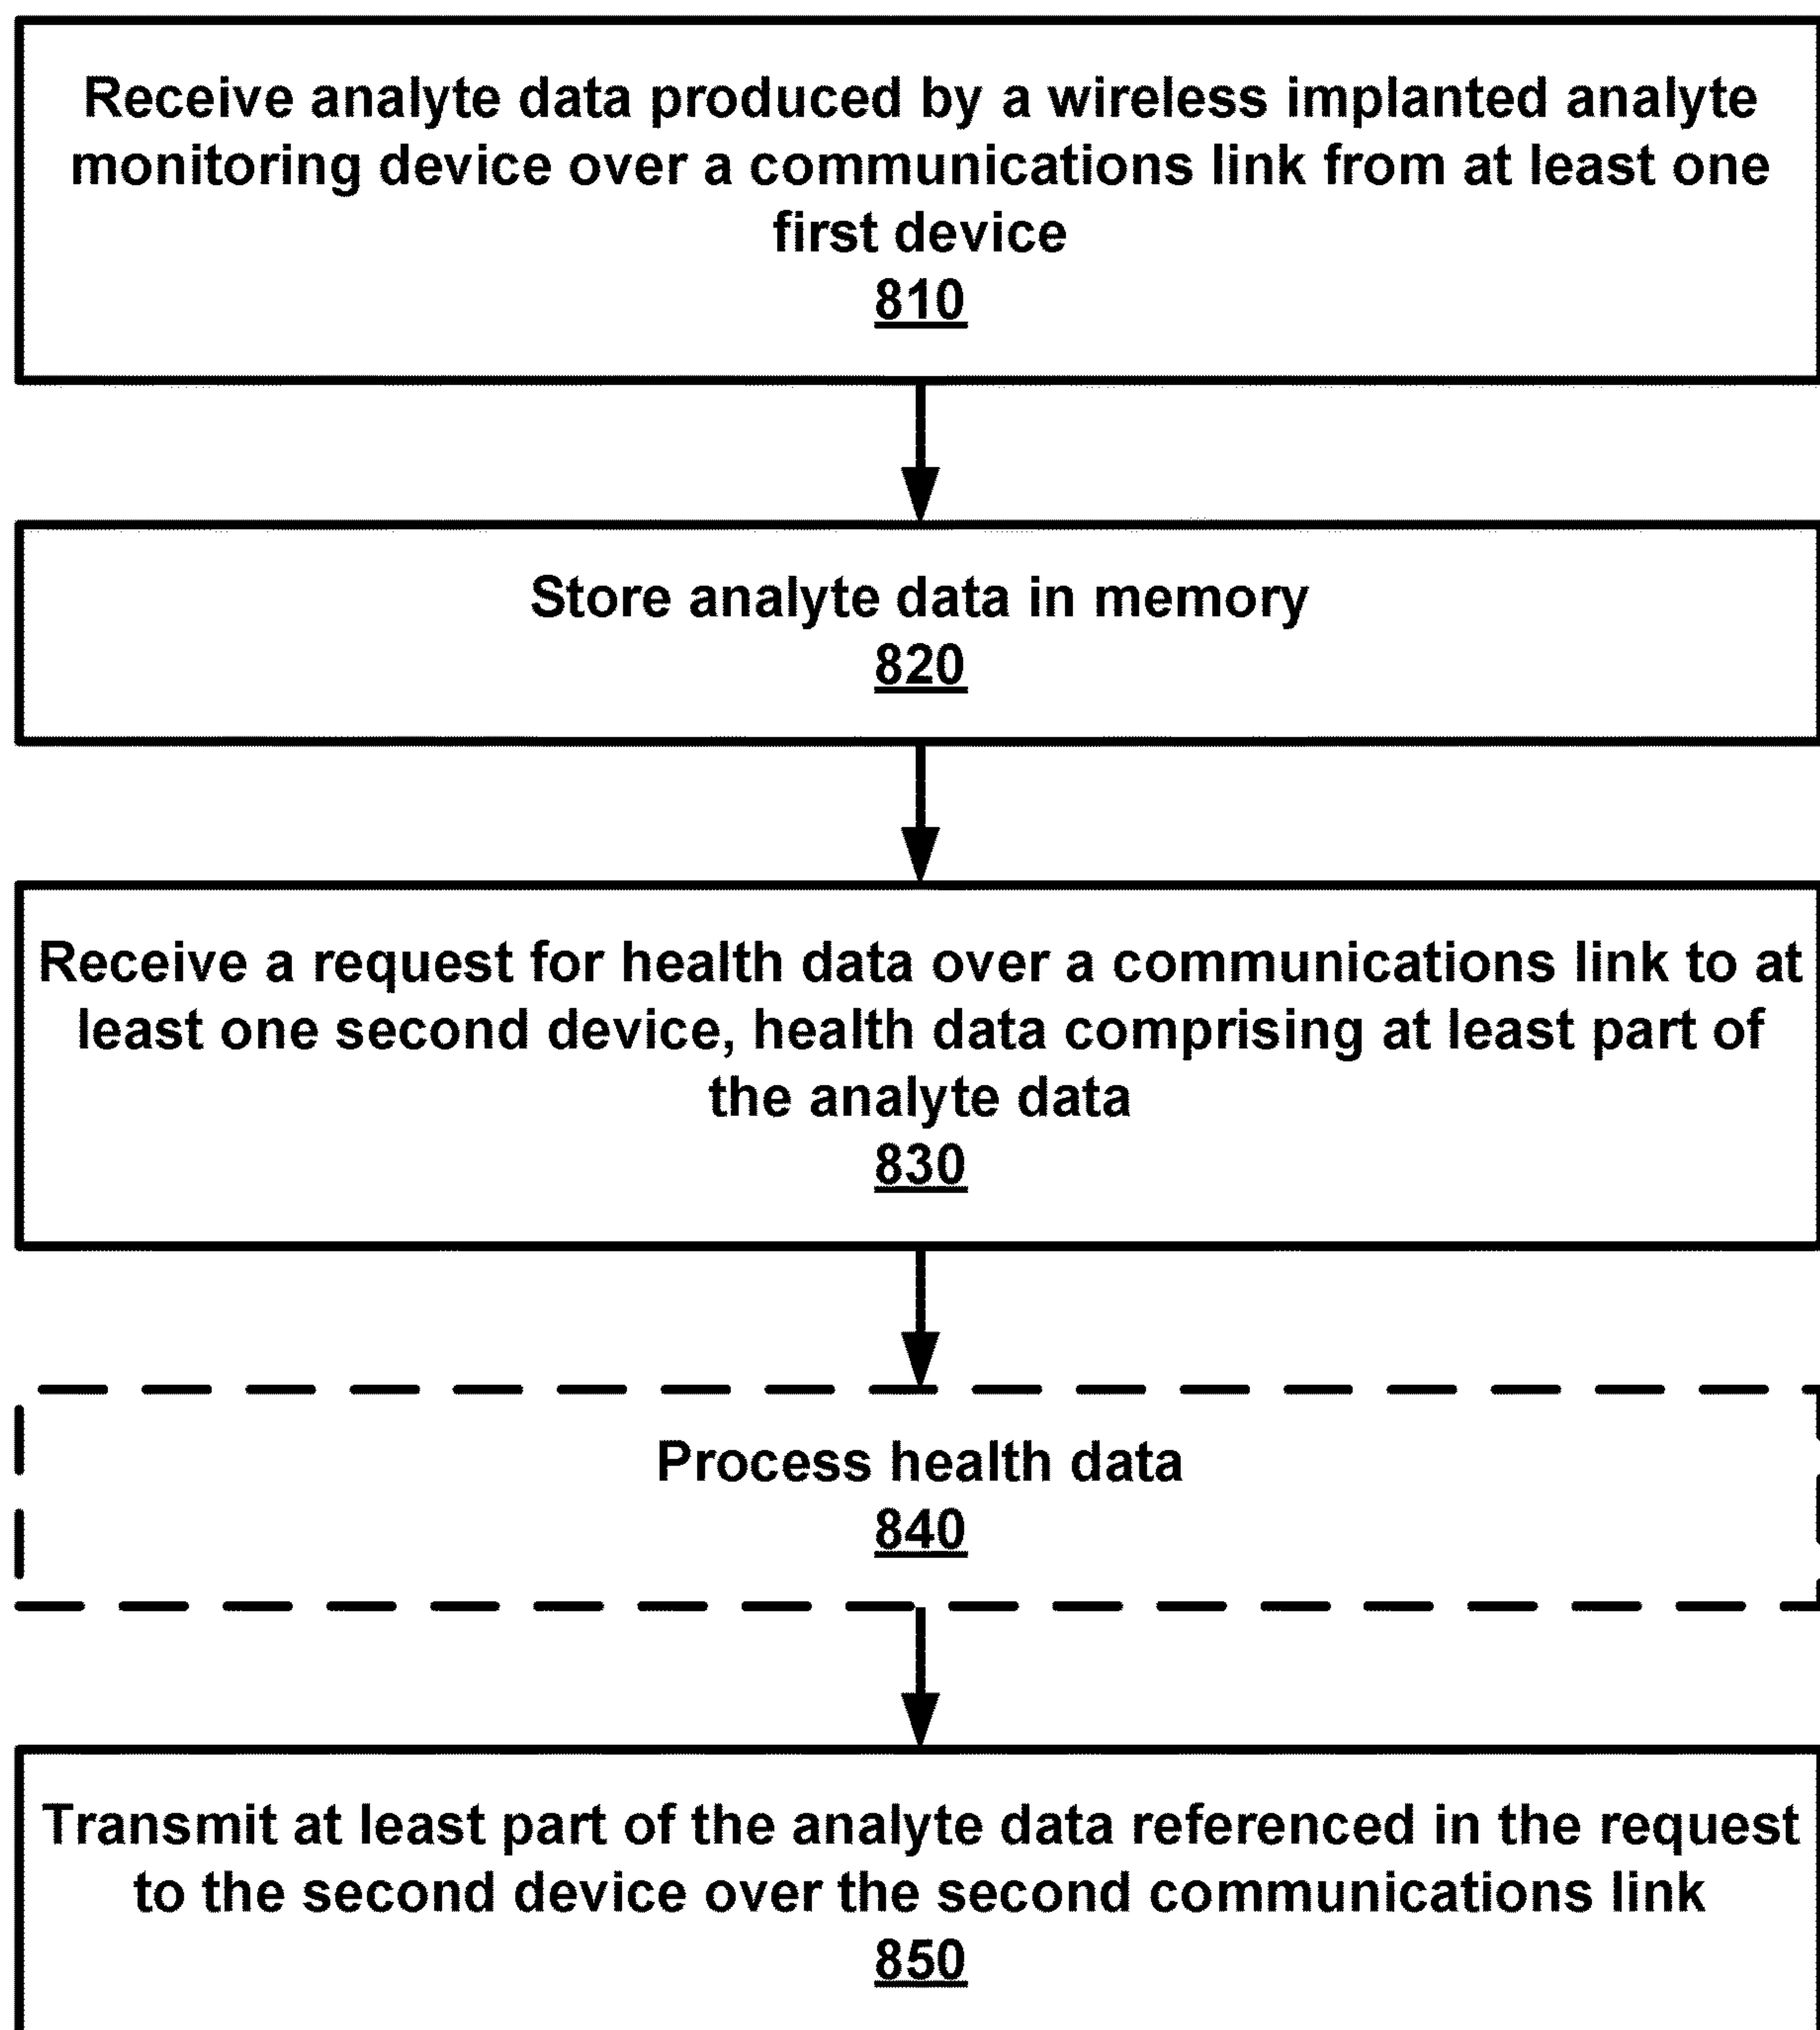 Receive analyte data produced by a wireless implanted analyte
monitoring device over a communications link from at least one
first device
810
Store analyte data in memory
820
Receive a request for health data over a communications link to at
least one second device, health data comprising at least part of
the analyte data
830
Process health data
840
Transmit at least part of the analyte data referenced in the request
to the second device over the second communications link
850